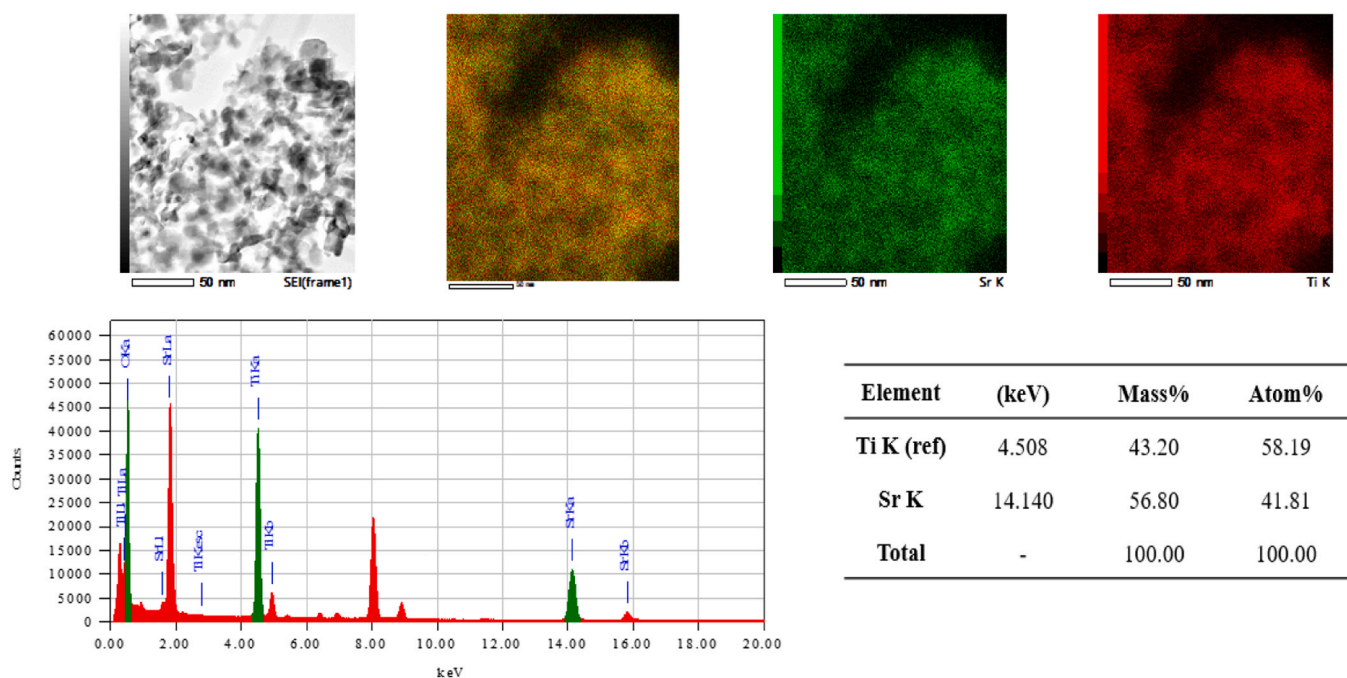 50 nm
SEI(frame1)
50 nm
Sr K
50 nm
Ti K
60000
55000
50000
45000
40000
35000
30000
25000
20000
15000
10000
5000
0
Counts
0.00 2.00 4.00 6.00 8.00 10.00 12.00 14.00 16.00 18.00 20.00
keV
TiLl
TiLa
OKa
SrLl
SrLa
TiKesc
TiKa
TiKb
SrKa
SrKb
Element (keV) Mass% Atom%
Ti K (ref) 4.508 43.20 58.19
Sr K 14.140 56.80 41.81
Total - 100.00 100.00